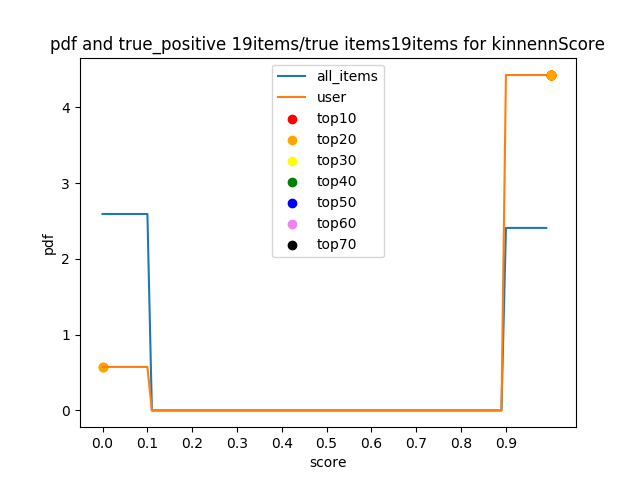 pdf and true_positive 19items/true items19items for kinnennScore
all_items
user
top10
top20
top30
top40
top50
top60
top70
pdf
4
3
2
1
0
0.0 0.1 0.2 0.3 0.4 0.5 0.6 0.7 0.8 0.9
score